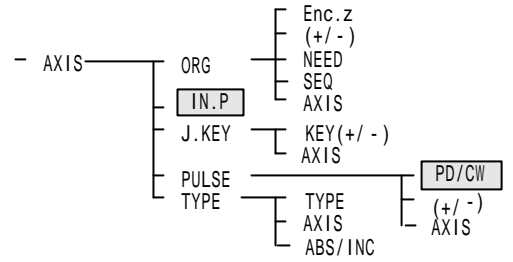 Enc.z
(+/-)
AXIS ORG NEED
SEQ
IN.P AXIS
J.KEY KEY(+/-)
AXIS
PULSE PD/CW
TYPE TYPE (+/-)
AXIS AXIS
ABS/INC